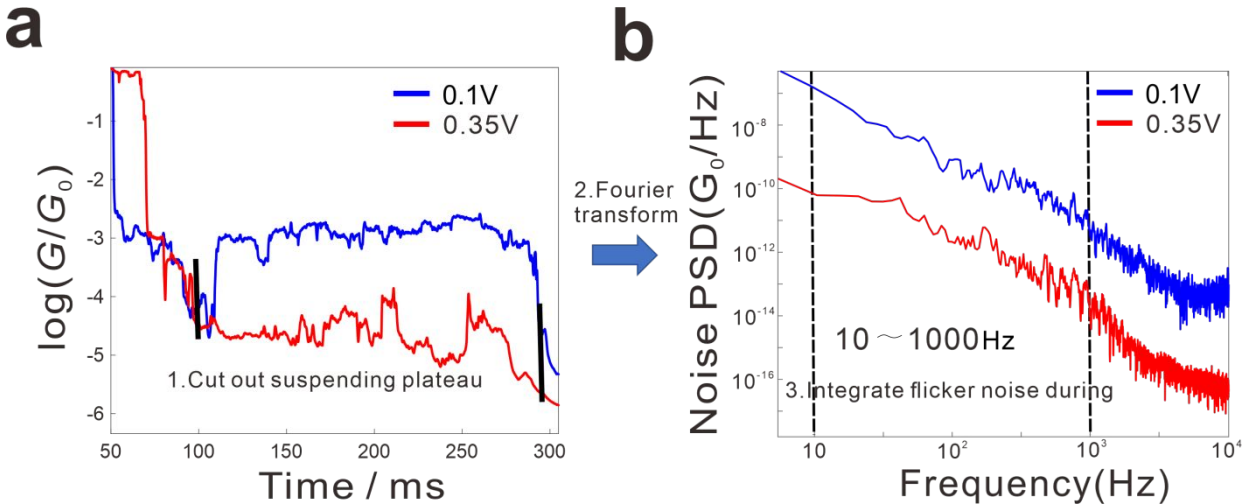 a
0.1V
0.35V
-1
-2
-3
-4
-5
-6
log(G/G₀)
1.Cut out suspending plateau
50
100
150
200
250
300
Time / ms
2.Fourier
transform
b
0.1V
0.35V
10⁻⁸
10⁻¹⁰
10⁻¹²
10⁻¹⁴
10⁻¹⁶
Noise PSD(G₀/Hz)
10~1000Hz
3.Integrate flicker noise during
10
10²
10³
10⁴
Frequency(Hz)